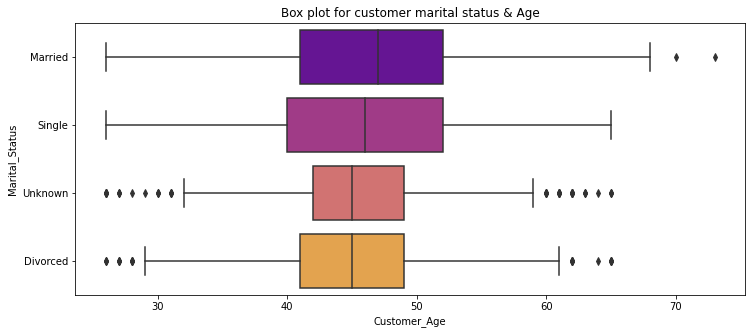 Box plot for customer marital status & Age
Married
Single
Unknown
Divorced
Marital_Status
30 40 50 60 70
Customer_Age